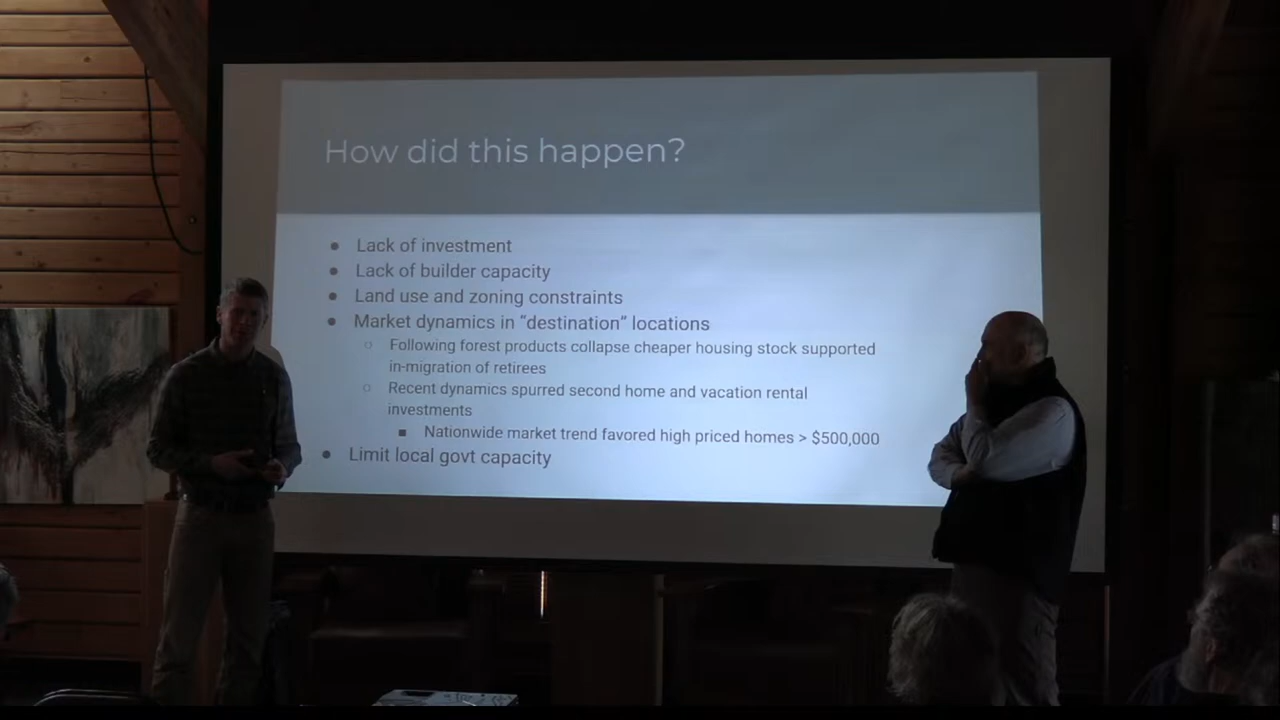 How did this happen?
● Lack of investment
● Lack of builder capacity
● Land use and zoning constraints
● Market dynamics in “destination” locations
○ Following forest products collapse cheaper housing stock supported
in-migration of retirees
○ Recent dynamics spurred second home and vacation rental
investments
■ Nationwide market trend favored high priced homes > $500,000
● Limit local govt capacity